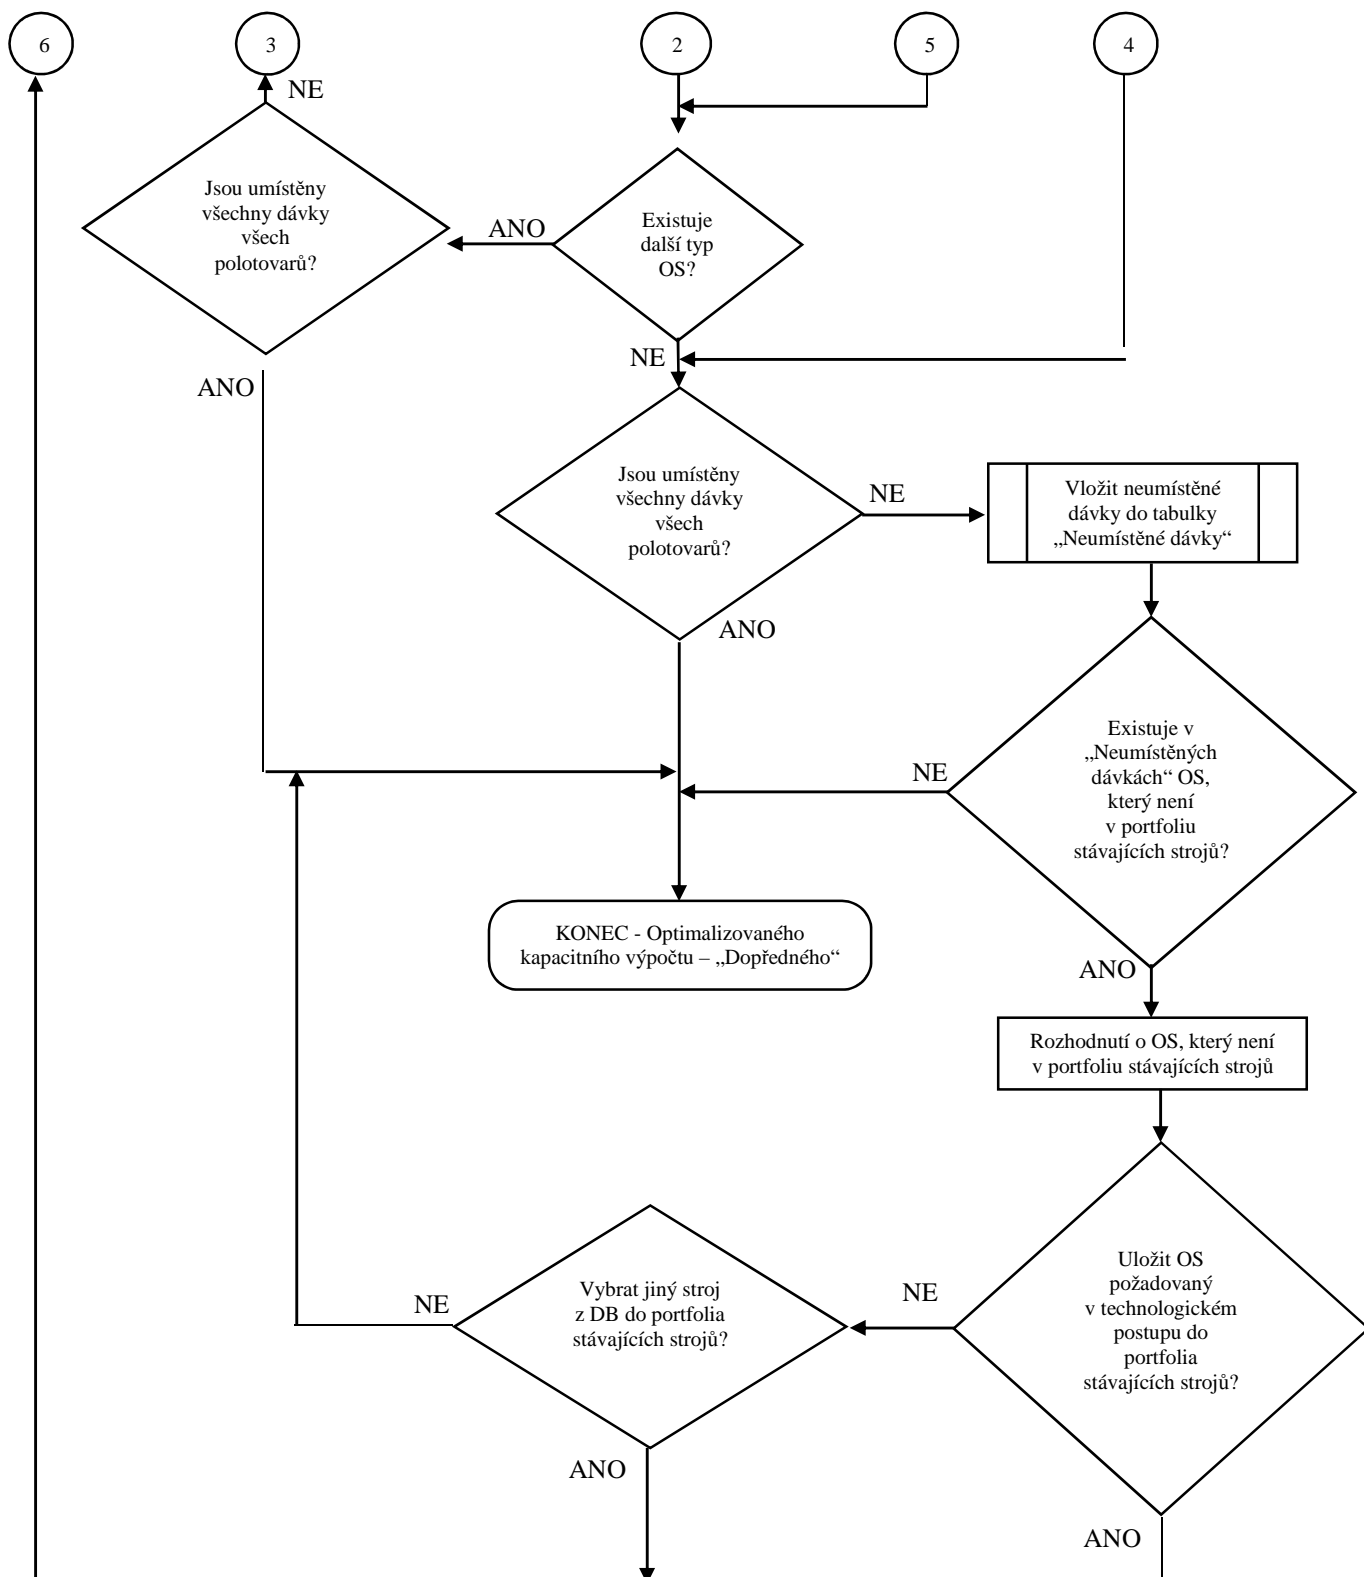 6
3
2
5
4
NE
Jsou umístěny
všechny dávky
všech
polotovarů?
ANO
Existuje
další typ
OS?
NE
ANO
Jsou umístěny
všechny dávky
všech
polotovarů?
NE
Vložit neumístěné
dávky do tabulky
„Neumístěné dávky“
ANO
Existuje v
„Neumístěných
dávkách“ OS,
který není
v portfoliu
stávajících strojů?
NE
KONEC - Optimalizovaného
kapacitního výpočtu – „Dopředného“
ANO
Rozhodnutí o OS, který není
v portfoliu stávajících strojů
Uložit OS
požadovaný
v technologickém
postupu do
portfolia
stávajících strojů?
NE
Vybrat jiný stroj
z DB do portfolia
stávajících strojů?
NE
ANO
ANO